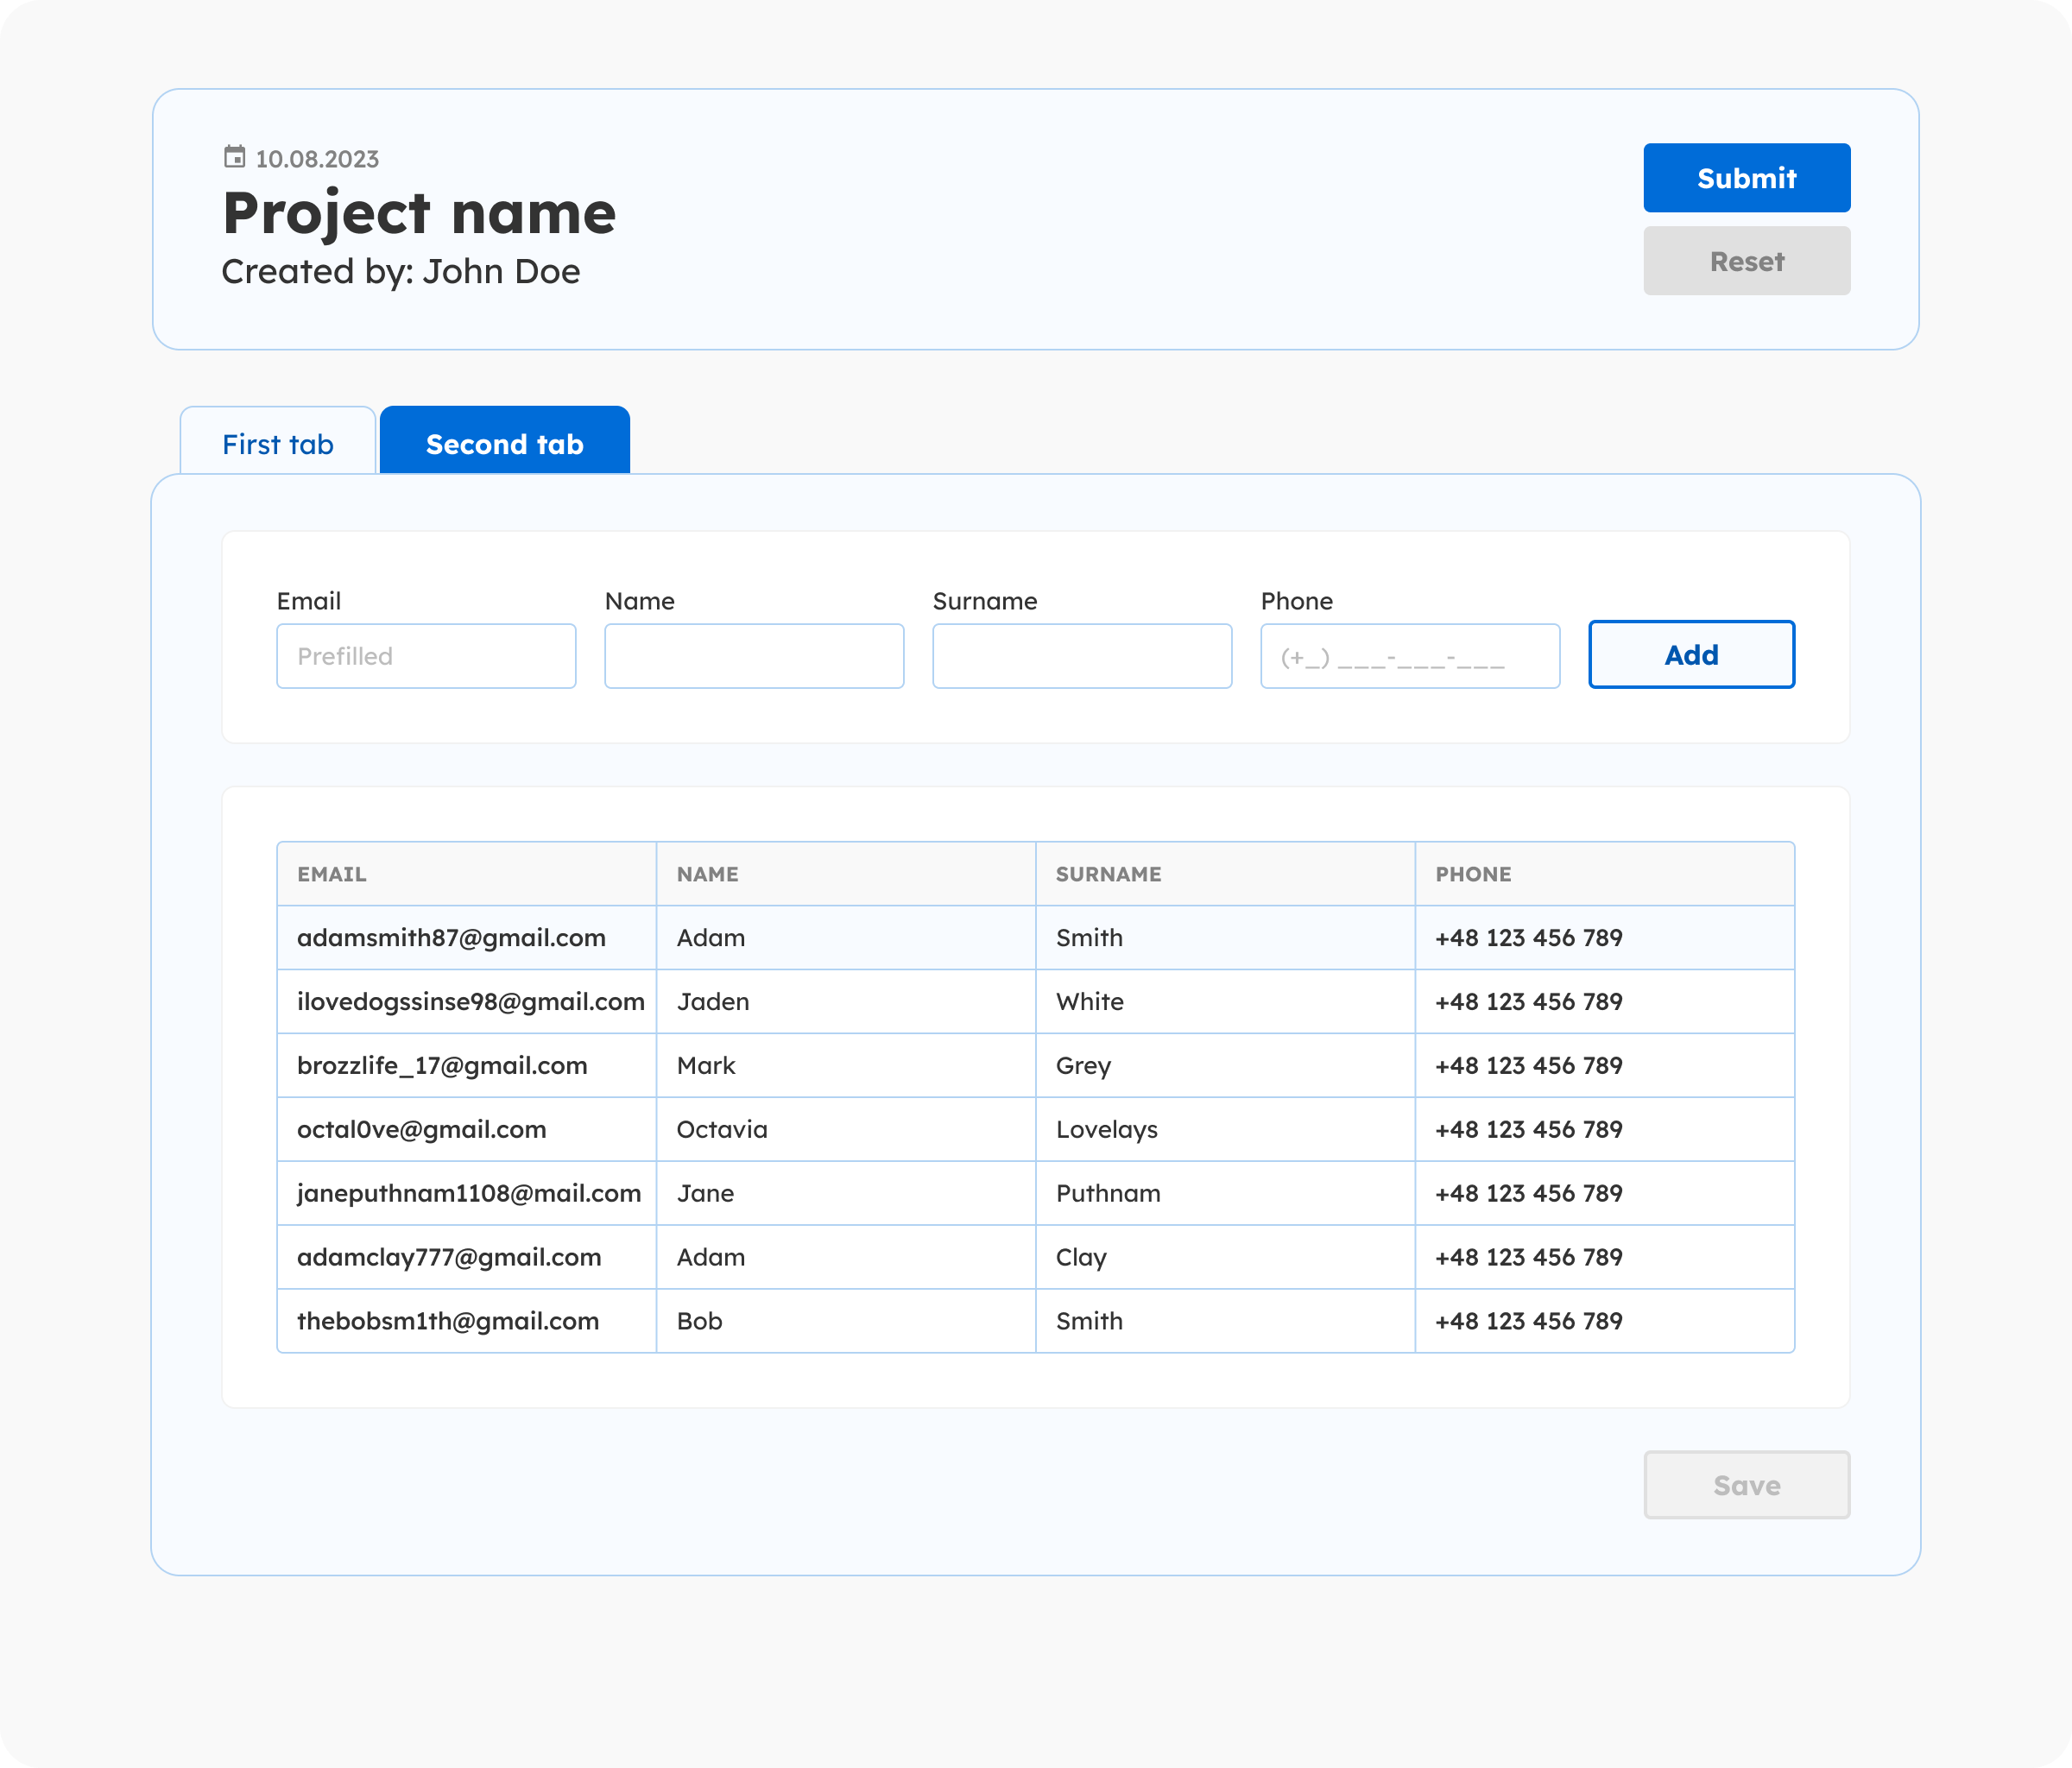 10.08.2023
Project name
Created by: John Doe
Submit
Reset
First tab
Second tab
Email
Name
Surname
Phone
Prefilled
(+_) ___-___-___
Add
EMAIL NAME SURNAME PHONE
adamsmith87@gmail.com Adam Smith +48 123 456 789
ilovedogssinse98@gmail.com Jaden White +48 123 456 789
brozzlife_17@gmail.com Mark Grey +48 123 456 789
octal0ve@gmail.com Octavia Lovelays +48 123 456 789
janeputhnam1108@mail.com Jane Puthnam +48 123 456 789
adamclay777@gmail.com Adam Clay +48 123 456 789
thebobsm1th@gmail.com Bob Smith +48 123 456 789
Save